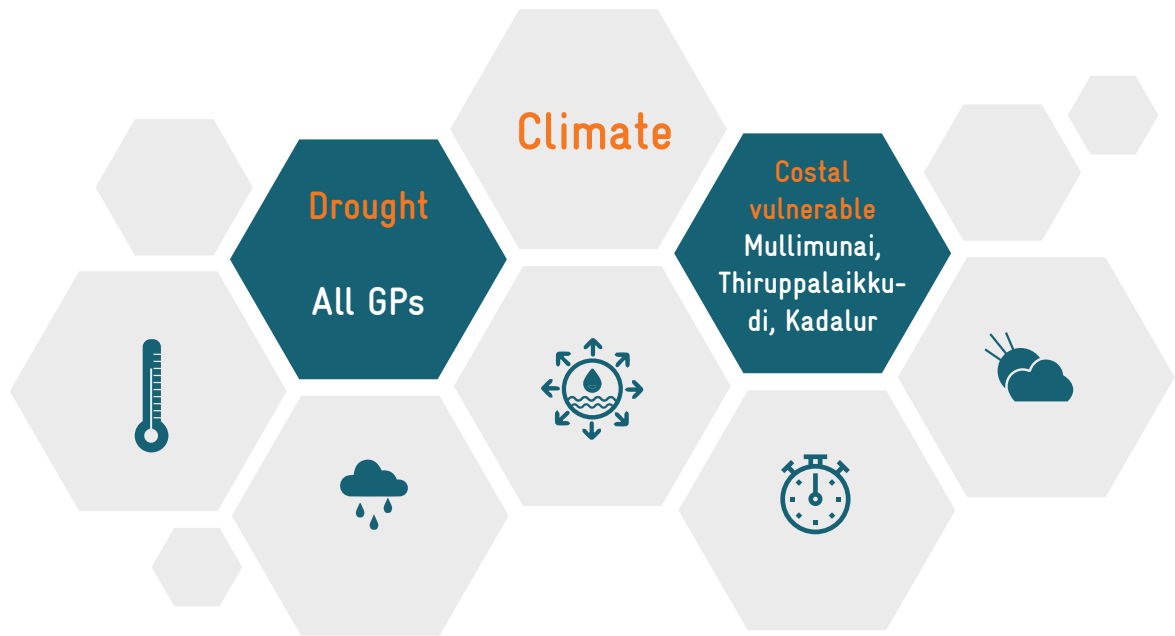 Climate
Drought
All GPs
Costal
vulnerable
Mullimunai,
Thiruppalaikku-
di, Kadalur